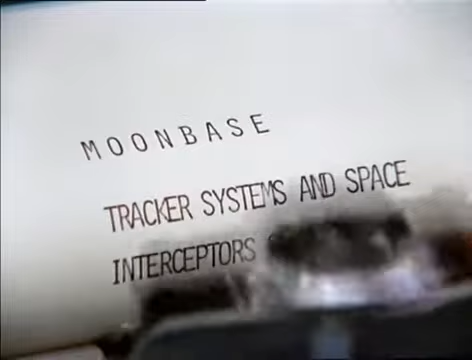 MOONBASE
TRACKER SYSTEMS AND SPACE
INTERCEPTORS